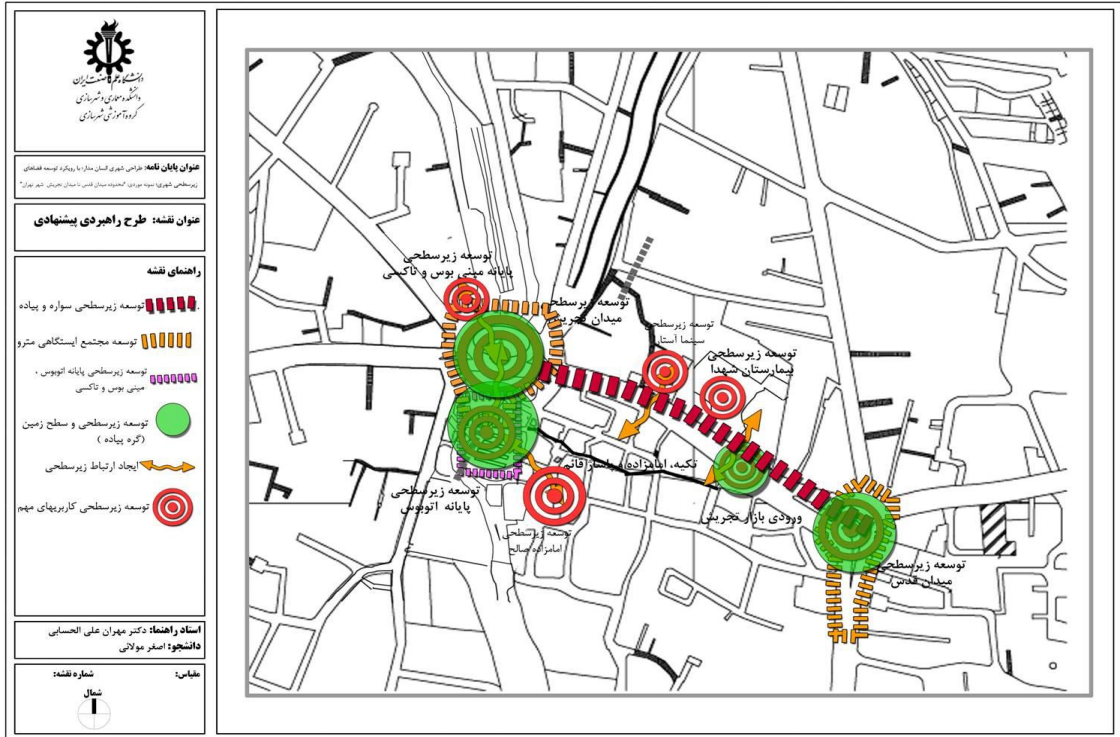 دانشگاه علم و صنعت ایران
دانشکده معماری و شهرسازی
گروه آموزشی شهرسازی
عنوان پایان نامه: طراحی شهری انسان مدار؛ با رویکرد توسعه فضاهای
زیرسطحی شهری؛ نمونه موردی: "محدوده میدان قدس تا میدان تجریش شهر تهران"
عنوان نقشه: طرح راهبردی پیشنهادی
راهنمای نقشه
توسعه زیرسطحی سواره و پیاده
توسعه مجتمع ایستگاهی مترو
توسعه زیرسطحی پایانه اتوبوس ،
مینی بوس و تاکسی
توسعه زیرسطحی و سطح زمین
(گره پیاده )
ایجاد ارتباط زیرسطحی
توسعه زیرسطحی کاربریهای مهم
استاد راهنما: دکتر مهران علی الحسابی
دانشجو: اصغر مولائی
مقیاس:
شماره نقشه:
شمال
توسعه زیرسطحی
پایانه مینی بوس و تاکسی
توسعه زیرسطحی
میدان تجریش
توسعه زیرسطحی
سینما آستارا
توسعه زیرسطحی
بیمارستان شهدا
تکیه، امامزاده و پاساژ قائم
توسعه زیرسطحی
پایانه اتوبوس
ورودی بازار تجریش
توسعه زیرسطحی
امامزاده صالح
توسعه زیرسطحی
میدان قدس